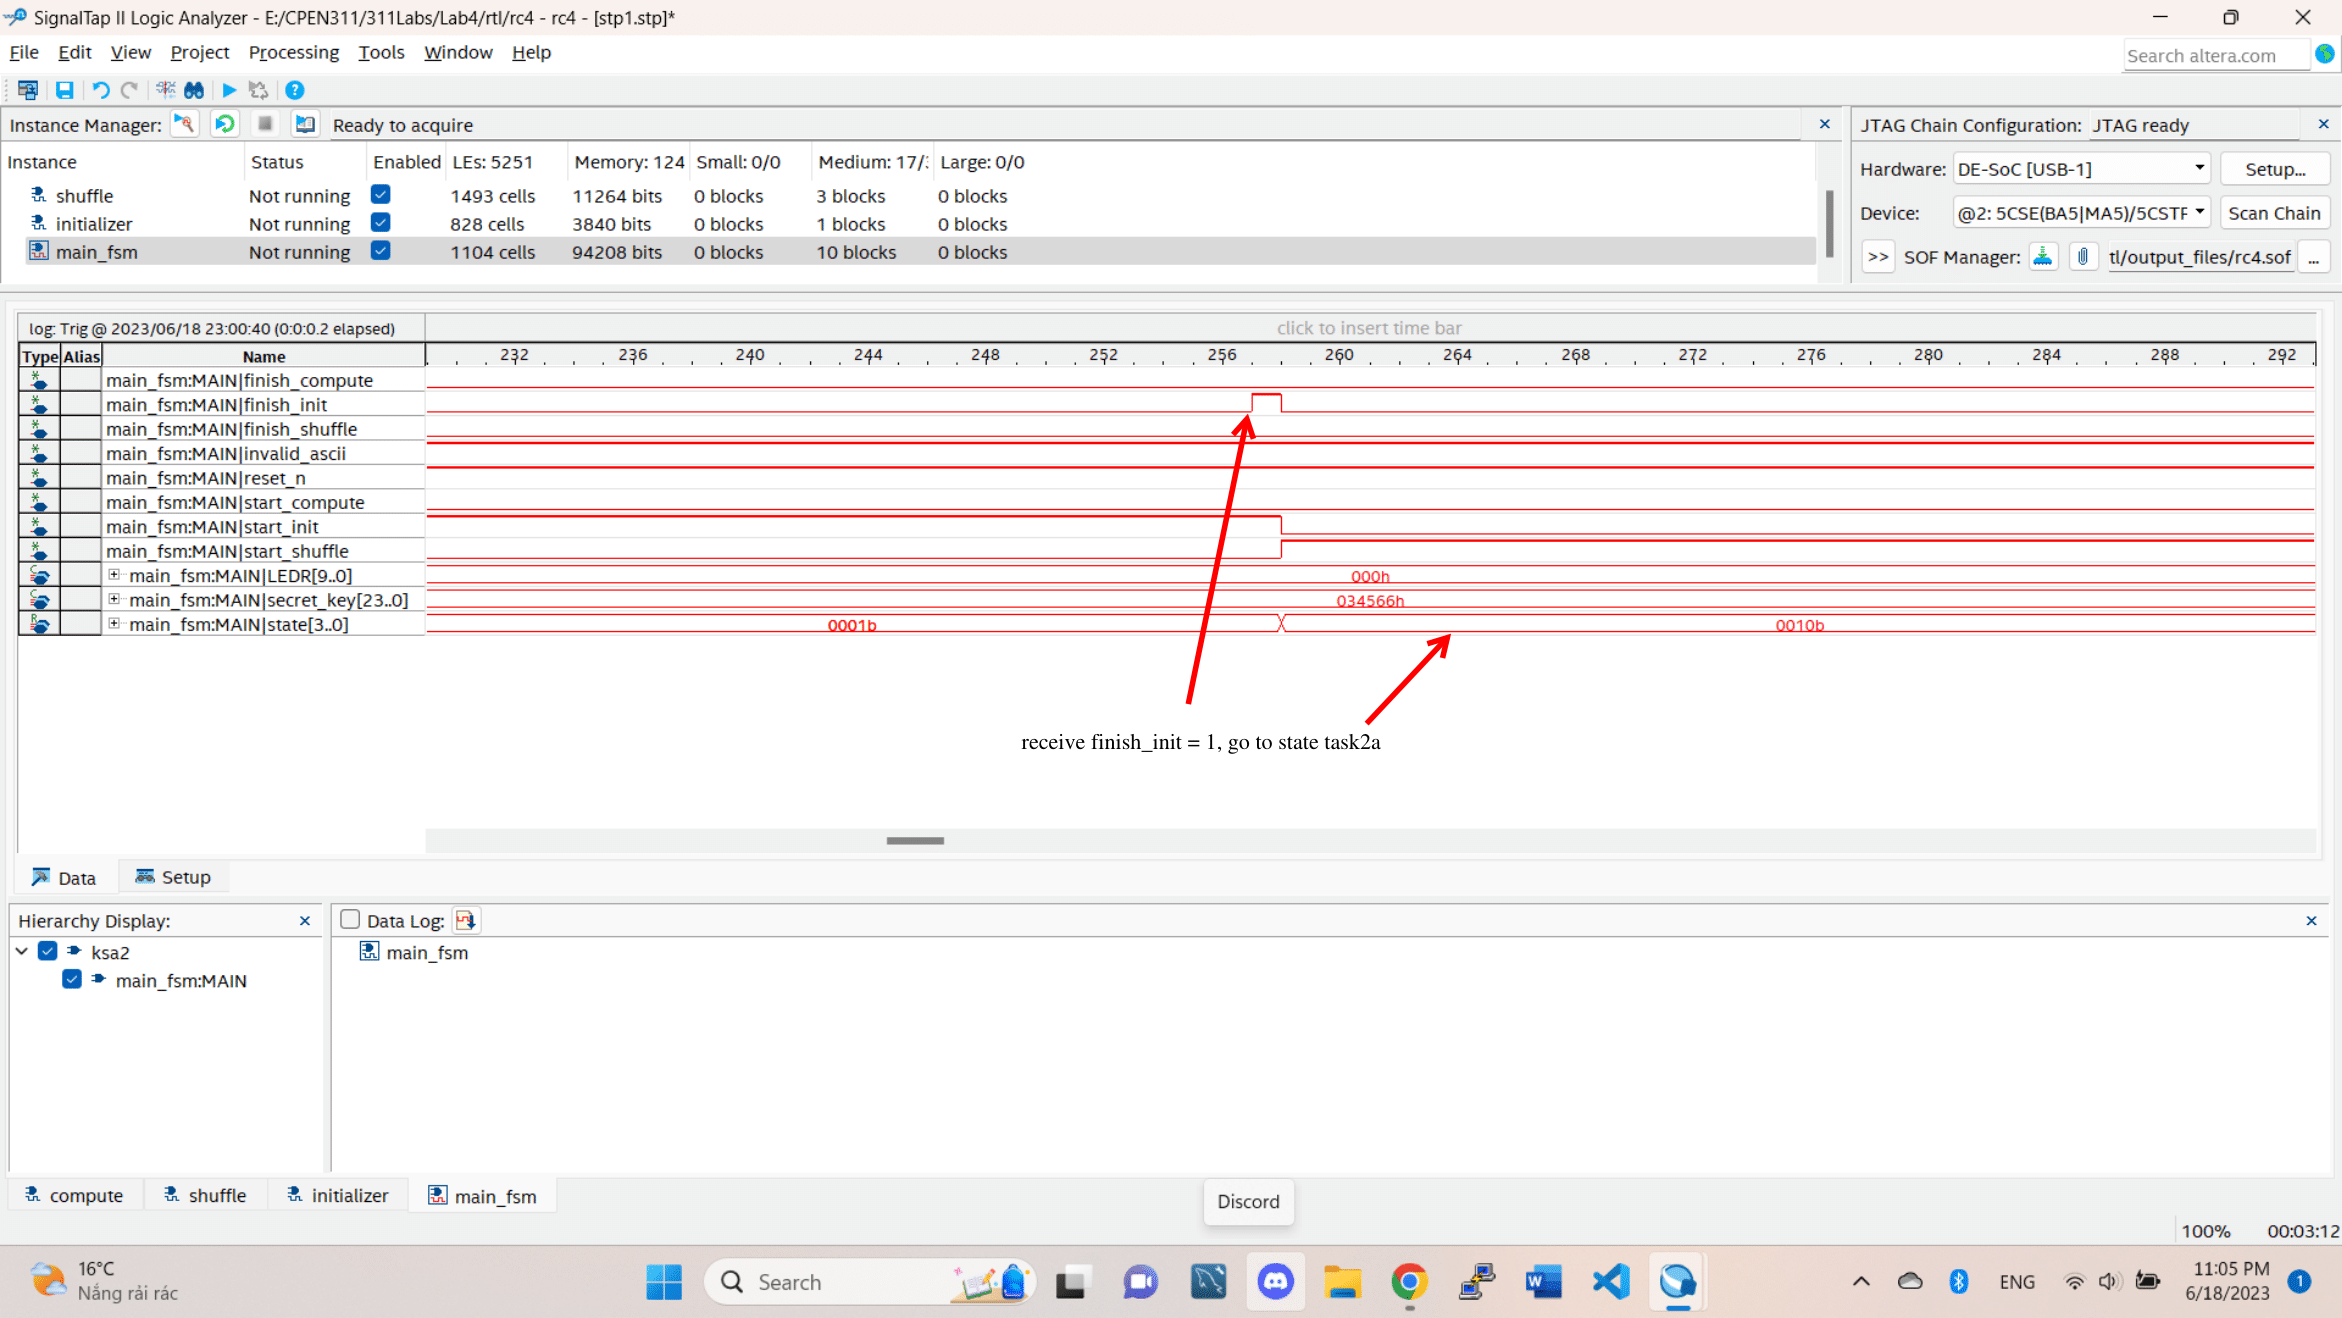 SignalTap II Logic Analyzer - E:/CPEN311/311Labs/Lab4/rtl/rc4 - rc4 - [stp1.stp]*
File Edit View Project Processing Tools Window Help
Search altera.com
Instance Manager: Ready to acquire
JTAG Chain Configuration: JTAG ready
Instance Status Enabled LEs: 5251 Memory: 124 Small: 0/0 Medium: 17/ Large: 0/0
shuffle Not running 1493 cells 11264 bits 0 blocks 3 blocks 0 blocks
initializer Not running 828 cells 3840 bits 0 blocks 1 blocks 0 blocks
main_fsm Not running 1104 cells 94208 bits 0 blocks 10 blocks 0 blocks
Hardware: DE-SoC [USB-1] Setup...
Device: @2: 5CSE(BA5|MA5)/5CSTF Scan Chain
>> SOF Manager: tl/output_files/rc4.sof ...
log: Trig @ 2023/06/18 23:00:40 (0:0:0.2 elapsed)
click to insert time bar
Type Alias Name
232 236 240 244 248 252 256 260 264 268 272 276 280 284 288 292
main_fsm:MAIN|finish_compute
main_fsm:MAIN|finish_init
main_fsm:MAIN|finish_shuffle
main_fsm:MAIN|invalid_ascii
main_fsm:MAIN|reset_n
main_fsm:MAIN|start_compute
main_fsm:MAIN|start_init
main_fsm:MAIN|start_shuffle
main_fsm:MAIN|LEDR[9..0] 000h
main_fsm:MAIN|secret_key[23..0] 034566h
main_fsm:MAIN|state[3..0] 0001b 0010b
receive finish_init = 1, go to state task2a
Data Setup
Hierarchy Display:
ksa2
main_fsm:MAIN
Data Log:
main_fsm
compute shuffle initializer main_fsm
Discord
100% 00:03:12
16°C
Nắng rải rác
Search
ENG
11:05 PM
6/18/2023
1